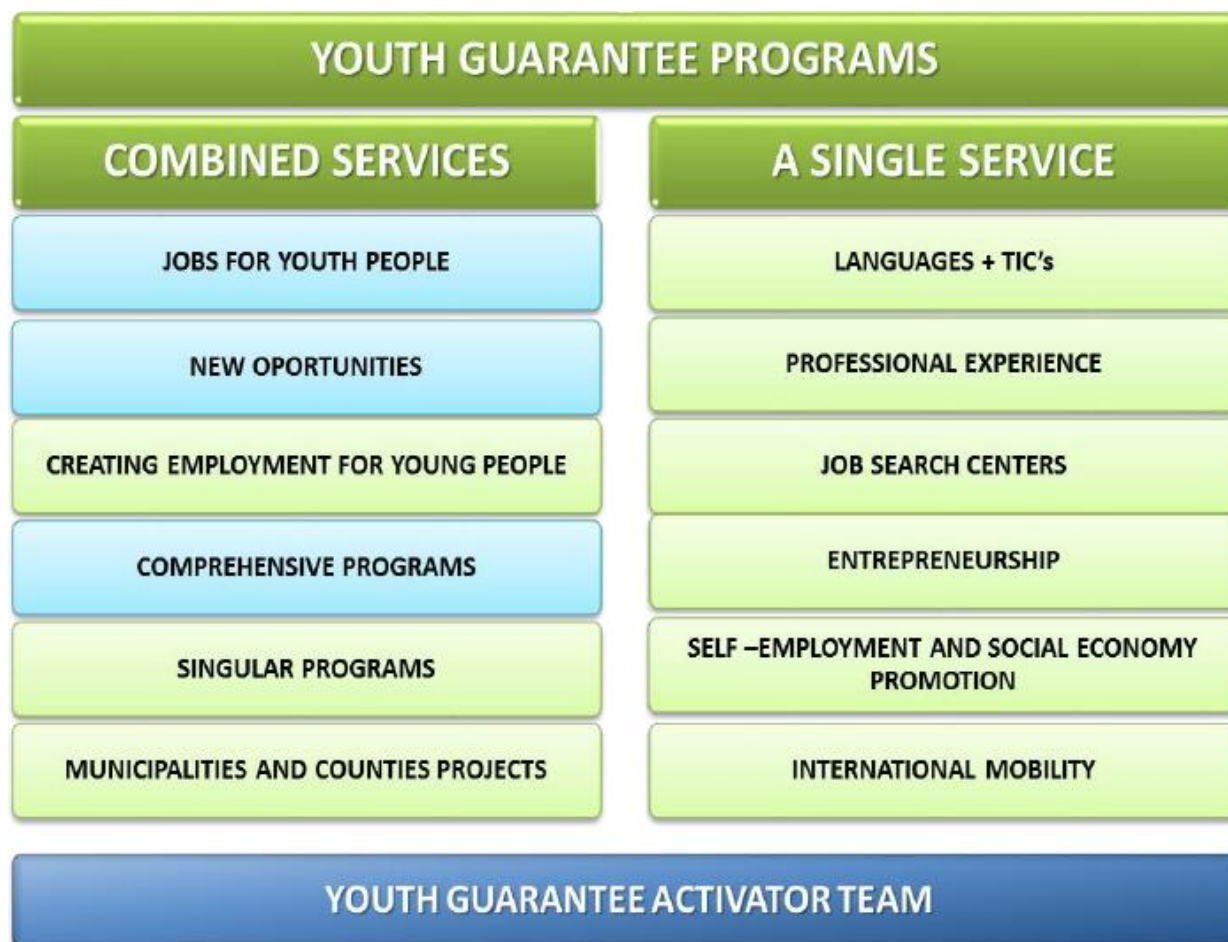 YOUTH GUARANTEE PROGRAMS
COMBINED SERVICES
JOBS FOR YOUTH PEOPLE
NEW OPORTUNITIES
CREATING EMPLOYMENT FOR YOUNG PEOPLE
COMPREHENSIVE PROGRAMS
SINGULAR PROGRAMS
MUNICIPALITIES AND COUNTIES PROJECTS
A SINGLE SERVICE
LANGUAGES + TIC's
PROFESSIONAL EXPERIENCE
JOB SEARCH CENTERS
ENTREPRENEURSHIP
SELF –EMPLOYMENT AND SOCIAL ECONOMY
PROMOTION
INTERNATIONAL MOBILITY
YOUTH GUARANTEE ACTIVATOR TEAM